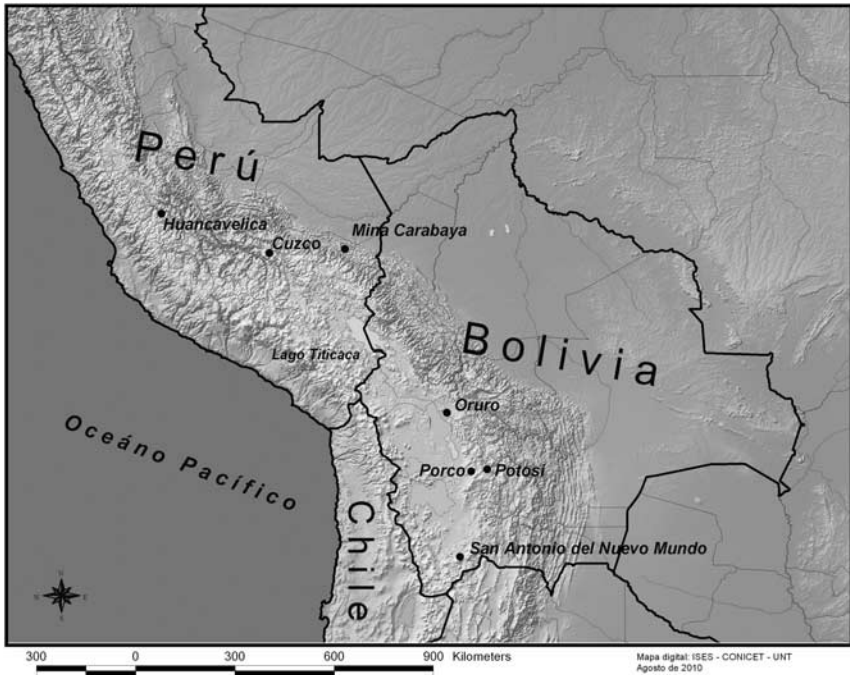 Perú
Huancavelica
Cuzco
Mina Carabaya
Lago Titicaca
Bolivia
Oruro
Porco
Potosí
Oceáno Pacífico
Chile
San Antonio del Nuevo Mundo
N
E
S
300 0 300 600 900 Kilometers
Mapa digital: ISES - CONICET - UNT
Agosto de 2010